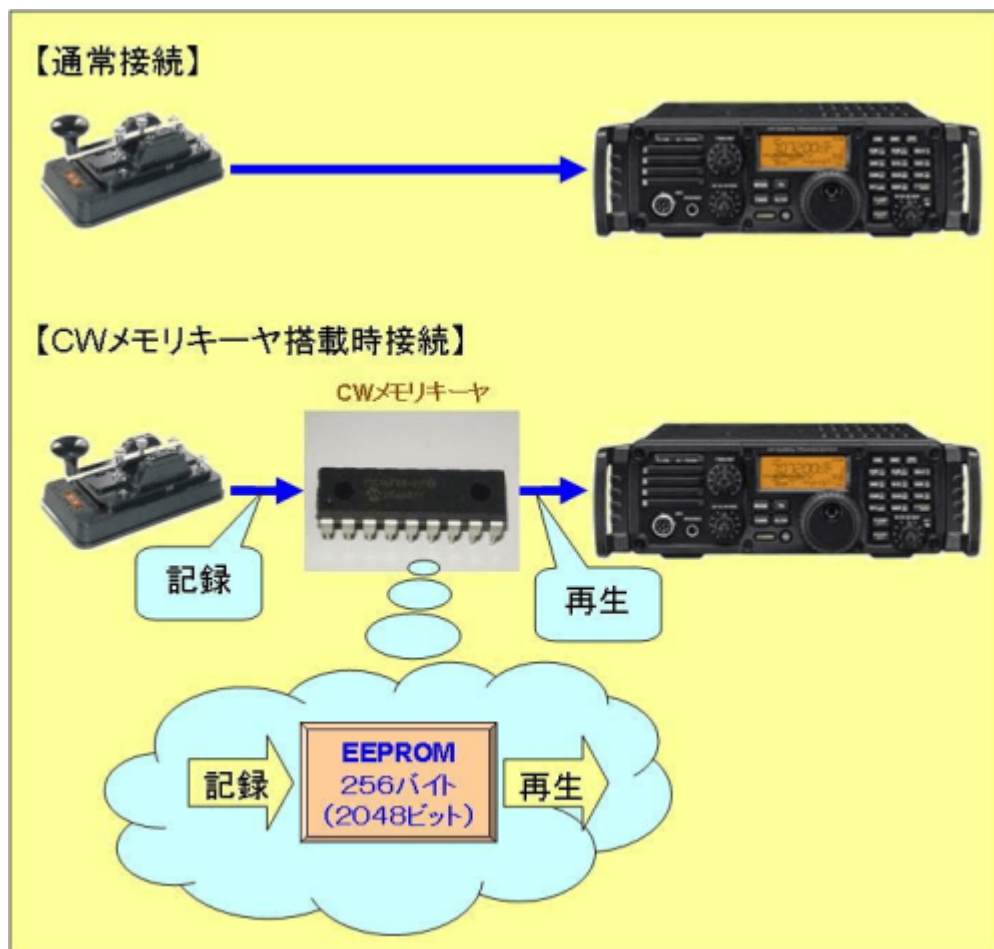 【通常接続】
【CWメモリキーヤ搭載時接続】
CWメモリキーヤ
記録
再生
記録
EEPROM
256バイト
(2048ビット)
再生